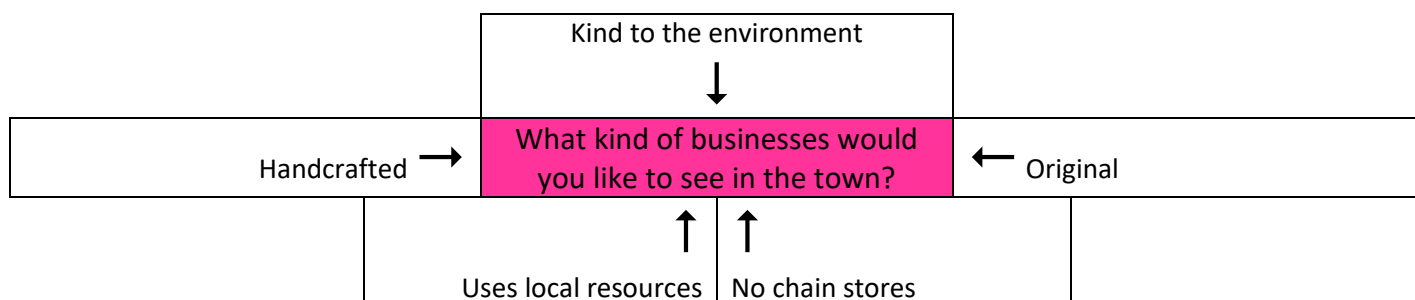 Kind to the environment
Handcrafted
What kind of businesses would
you like to see in the town?
Original
Uses local resources
No chain stores